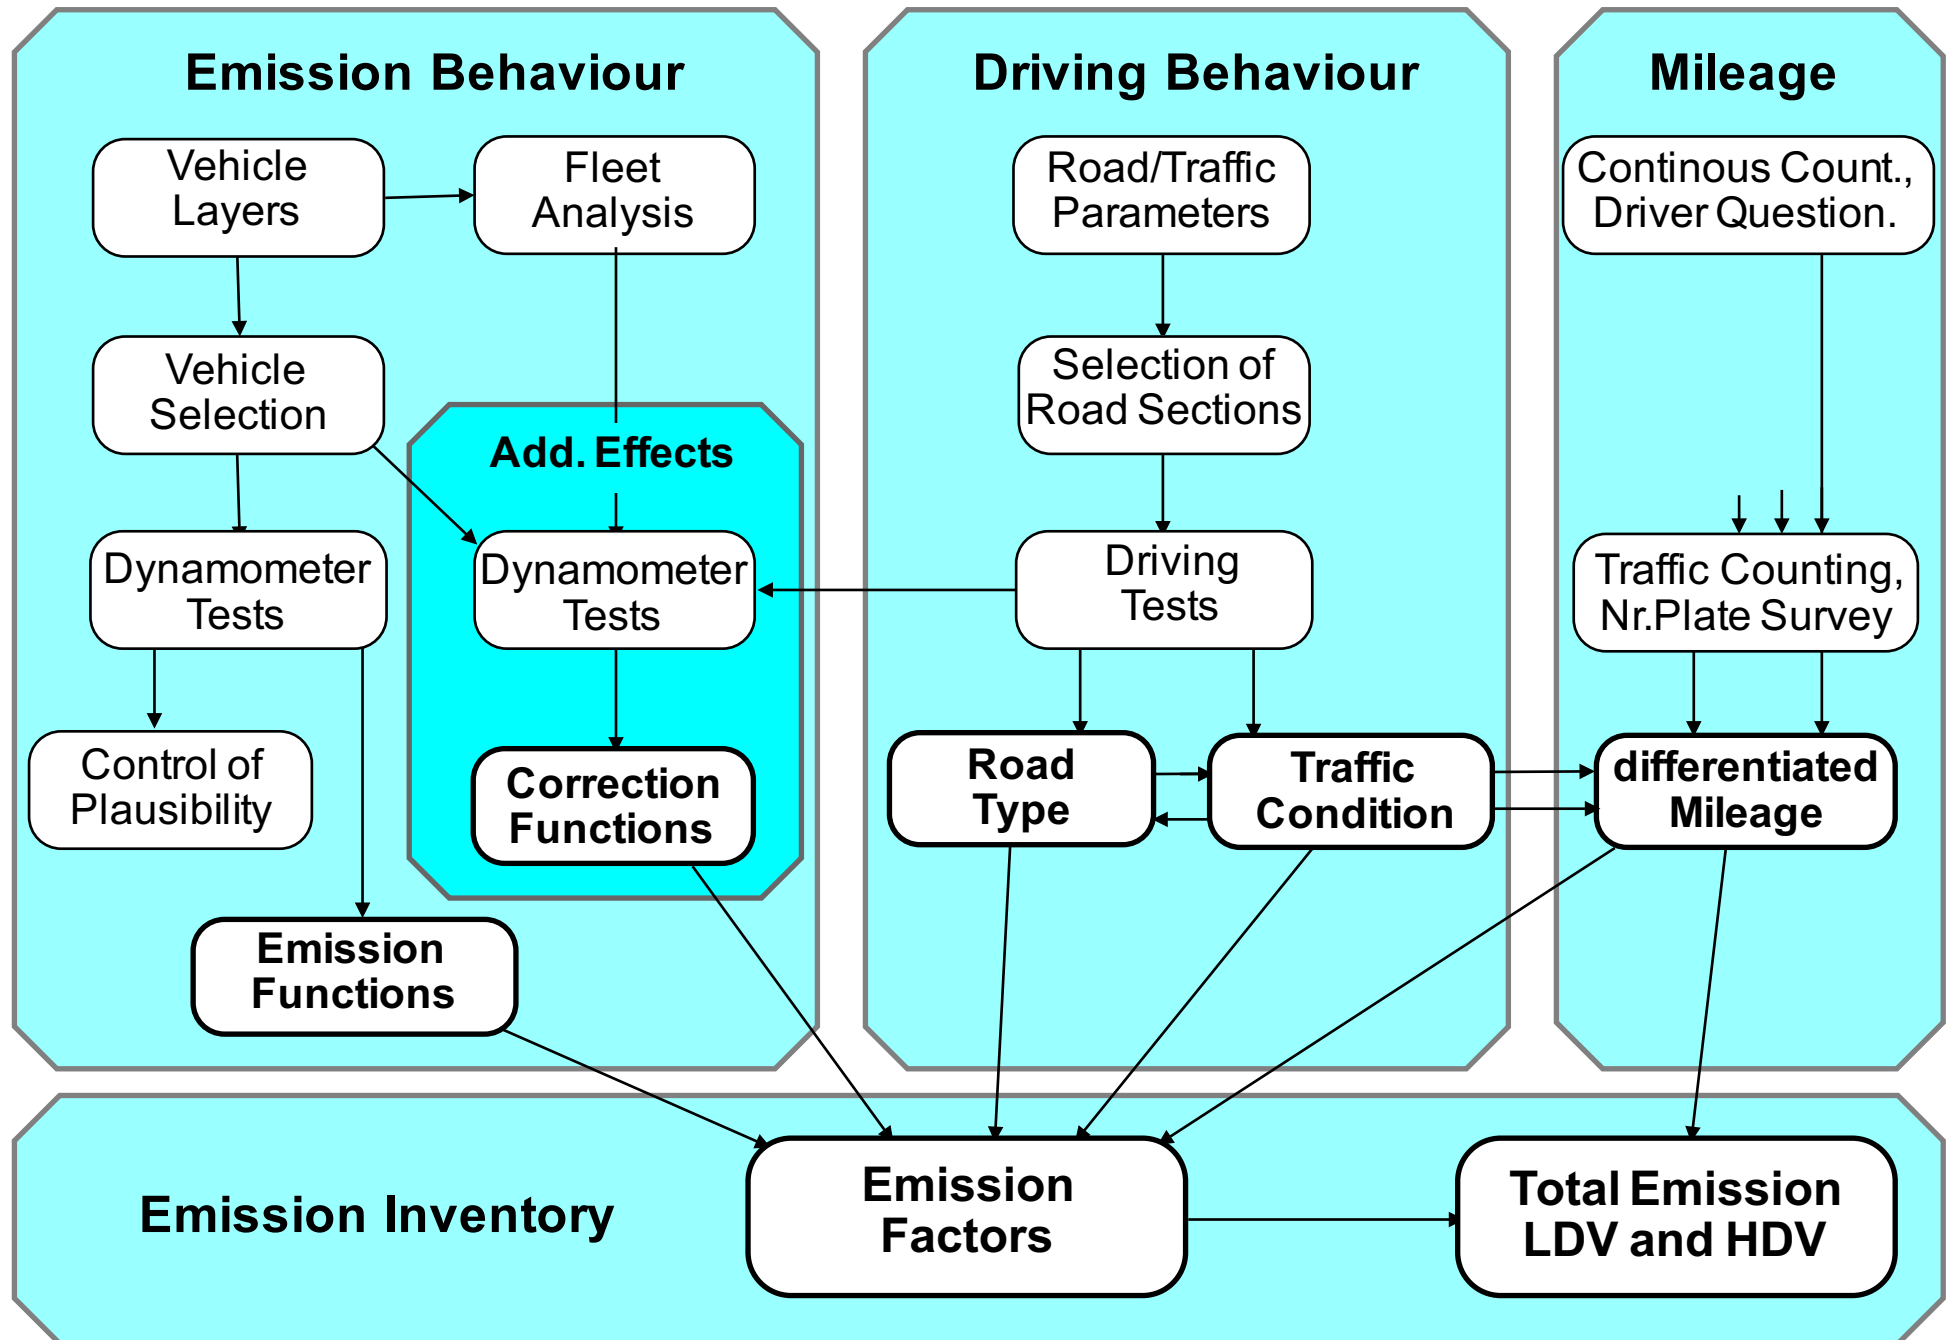 Emission Behaviour
Vehicle
Layers
Fleet
Analysis
Vehicle
Selection
Add. Effects
Dynamometer
Tests
Dynamometer
Tests
Control of
Plausibility
Correction
Functions
Emission
Functions
Driving Behaviour
Road/Traffic
Parameters
Selection of
Road Sections
Driving
Tests
Road
Type
Traffic
Condition
Mileage
Continous Count.,
Driver Question.
Traffic Counting,
Nr.Plate Survey
differentiated
Mileage
Emission Inventory
Emission
Factors
Total Emission
LDV and HDV